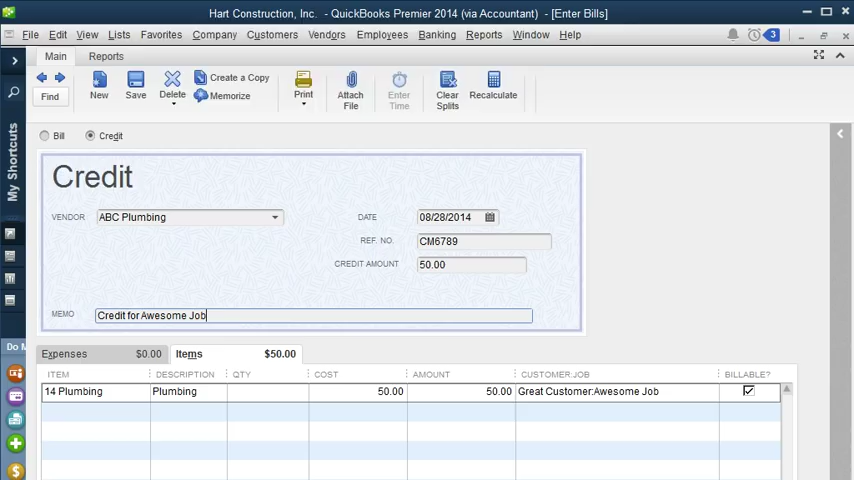 Hart Construction, Inc. - QuickBooks Premier 2014 (via Accountant) - [Enter Bills]
File Edit View Lists Favorites Company Customers Vendors Employees Banking Reports Window Help 3
Main Reports
Find New Save Delete Create a Copy Memorize Print Attach File Enter Time Clear Splits Recalculate
My Shortcuts
Bill Credit
Credit
VENDOR ABC Plumbing DATE 08/28/2014
REF. NO. CM6789
CREDIT AMOUNT 50.00
MEMO Credit for Awesome Job
Do M
Expenses $0.00 Items $50.00
ITEM DESCRIPTION QTY COST AMOUNT CUSTOMER:JOB BILLABLE?
14 Plumbing Plumbing 50.00 50.00 Great Customer:Awesome Job